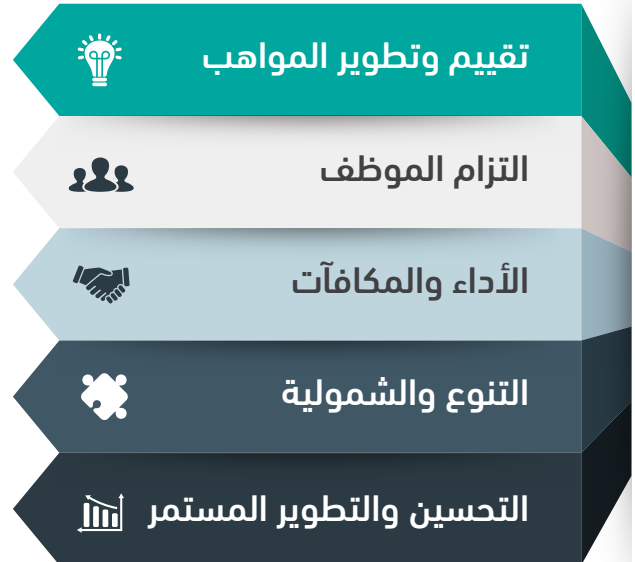 تقييم وتطوير المواهب
التزام الموظف
الأداء والمكافآت
التنوع والشمولية
التحسين والتطوير المستمر